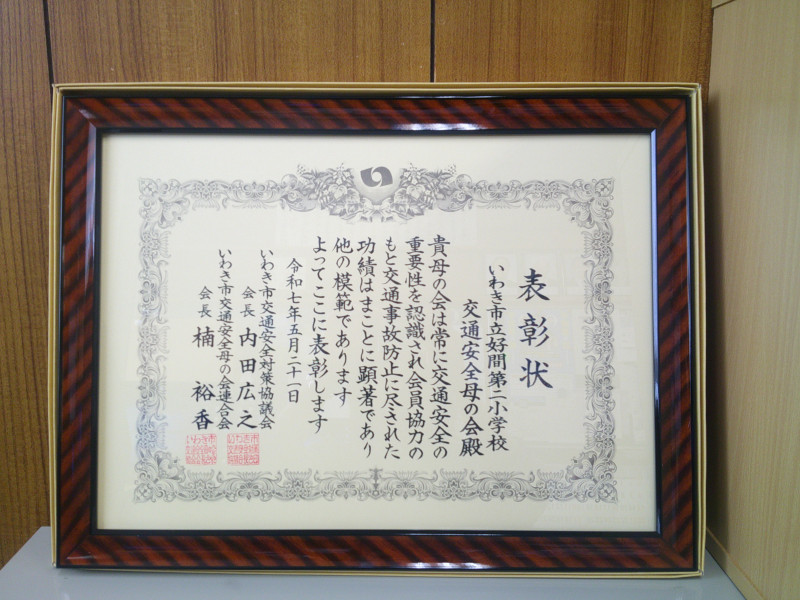 表彰状
いわき市立好間第二小学校
交通安全母の会殿
貴母の会は常に交通安全の
重要性を認識され会員協力の
もと交通事故防止に尽された
功績はまことに顕著であり
他の模範であります
よってここに表彰します
令和七年五月二十一日
いわき市交通安全対策協議会
会長 内田広之
いわき市交通安全母の会連合会
会長 楠 裕香